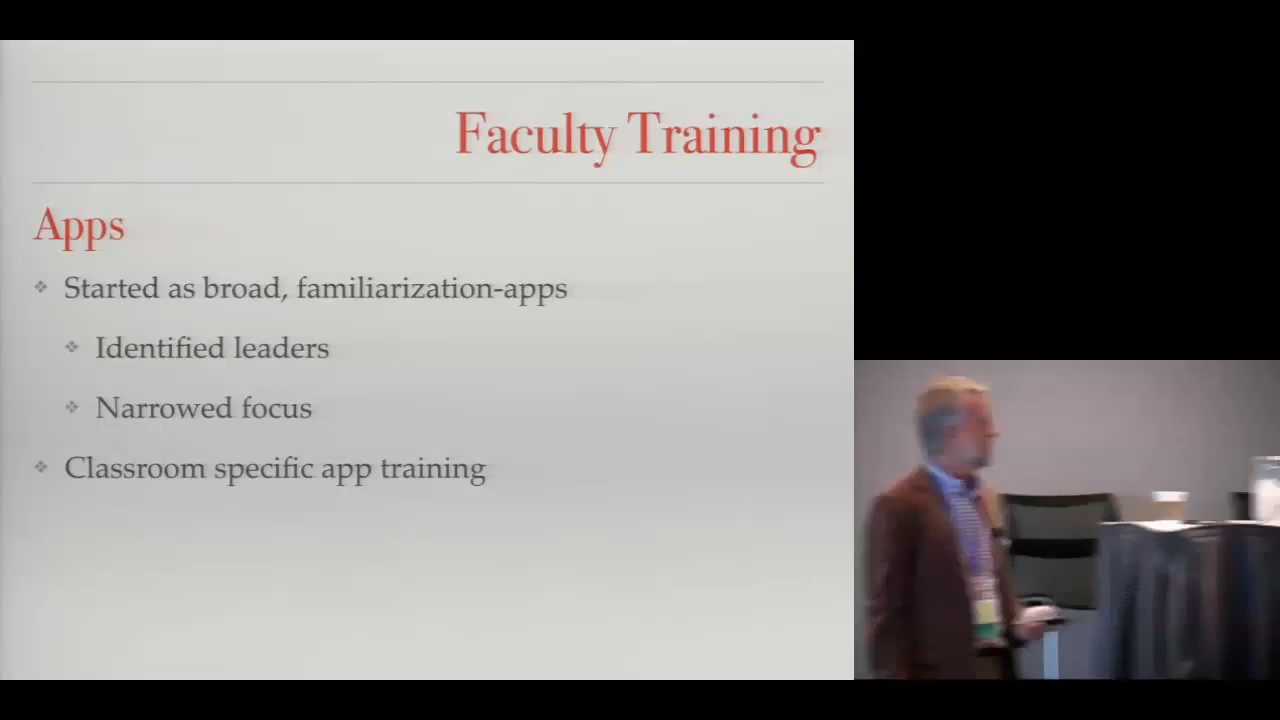 Faculty Training
Apps
Started as broad, familiarization-apps
Identified leaders
Narrowed focus
Classroom specific app training